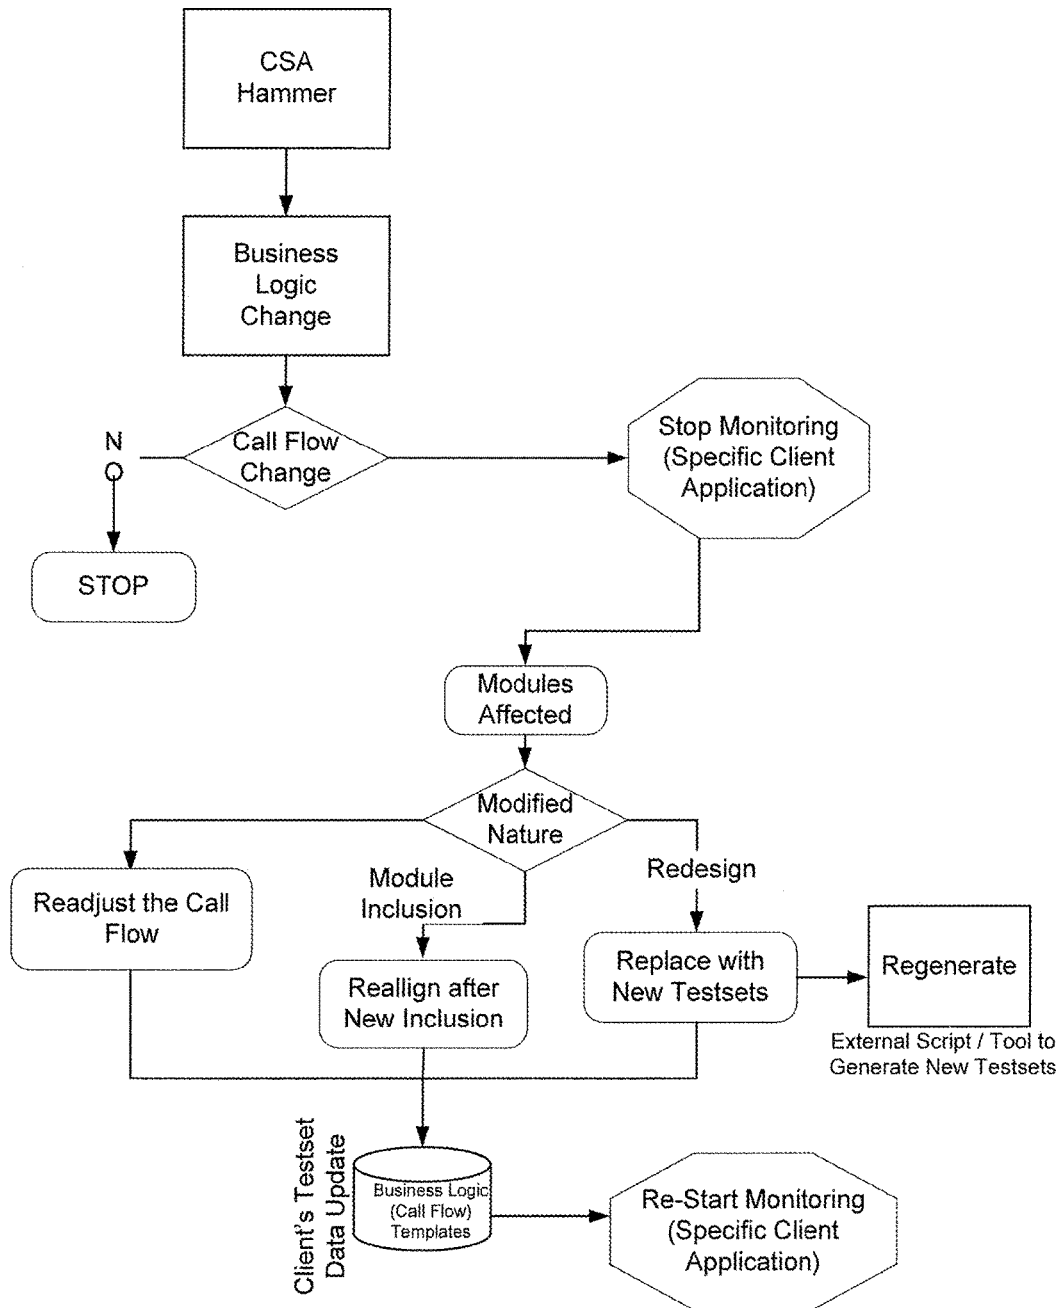 CSA
Hammer
Business
Logic
Change
Call Flow
Change
N
O
STOP
Stop Monitoring
(Specific Client
Application)
Modules
Affected
Modified
Nature
Readjust the Call
Flow
Module
Inclusion
Reallign after
New Inclusion
Redesign
Replace with
New Testsets
Regenerate
External Script / Tool to
Generate New Testsets
Client's Testset
Data Update
Business Logic
(Call Flow)
Templates
Re-Start Monitoring
(Specific Client
Application)